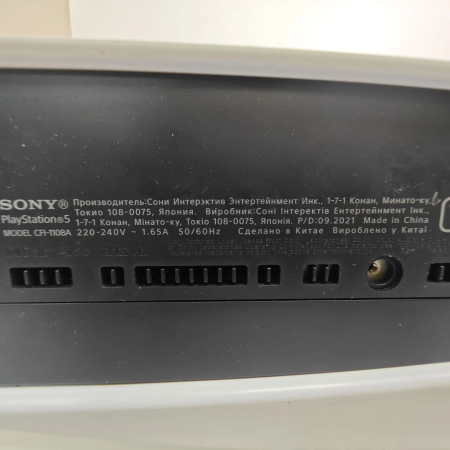 SONY® Производитель:Сони Интерэктив Энтертейнмент Инк., 1-7-1 Конан, Минато-ку,
PlayStation®5 Токио 108-0075, Япония. Виробник:Соні Інтеректів Ентертейнмент Інк.,
1-7-1 Конан, Мінато-ку, Токіо 108-0075, Японія. P/D:09.2021 Made in China
MODEL CFI-1108A 220-240V ~ 1.65A 50/60Hz Сделано в Китае Вироблено у Китаї